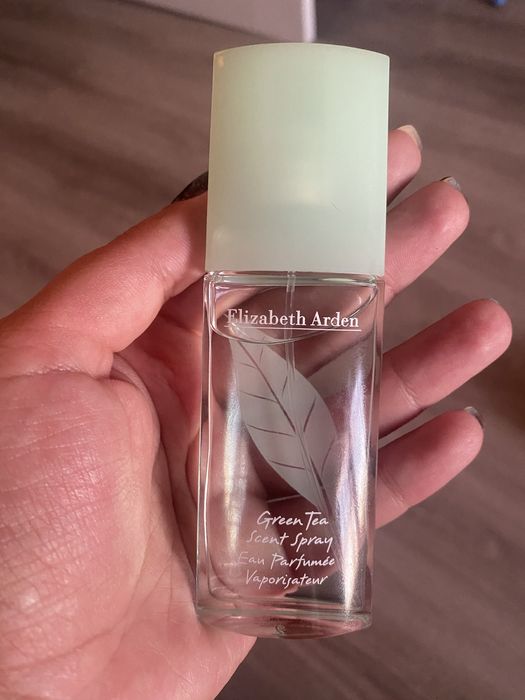 Elizabeth Arden
Green Tea
Scent Spray
Eau Parfumée
Vaporisateur